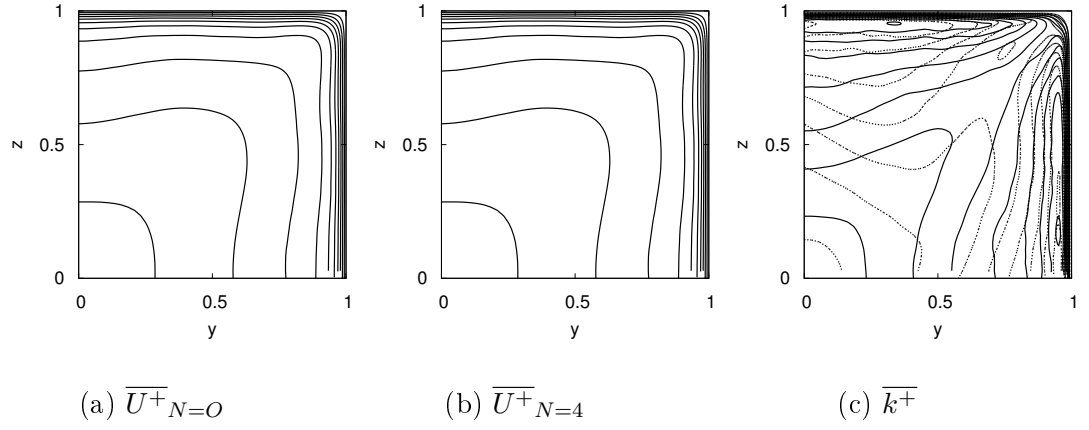 1 1 1
z 0.5 z 0.5 z 0.5
0 0 0
0 0.5 1 0 0.5 1 0 0.5 1
y y y
(a) $\overline{U^+}_{N=O}$ (b) $\overline{U^+}_{N=4}$ (c) $\overline{k^+}$